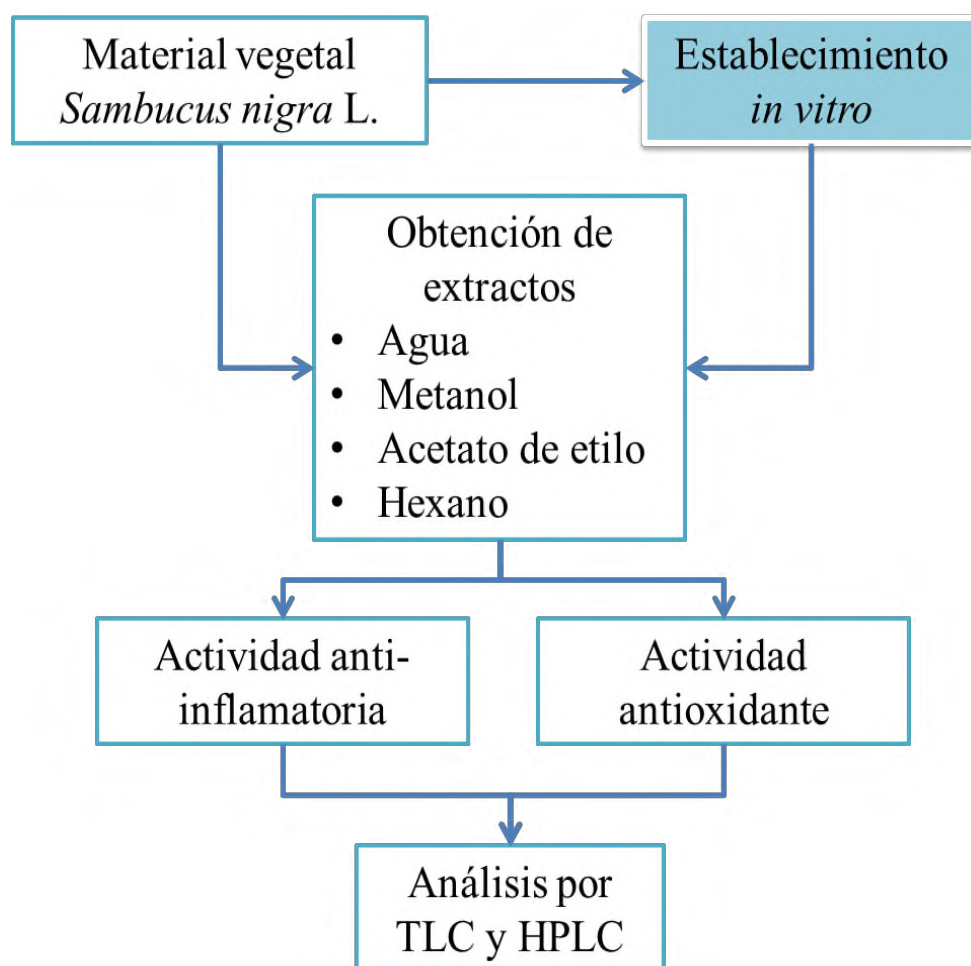 Material vegetal
Sambucus nigra L.
Establecimiento
in vitro
Obtención de
extractos
• Agua
• Metanol
• Acetato de etilo
• Hexano
Actividad anti-
inflamatoria
Actividad
antioxidante
Análisis por
TLC y HPLC